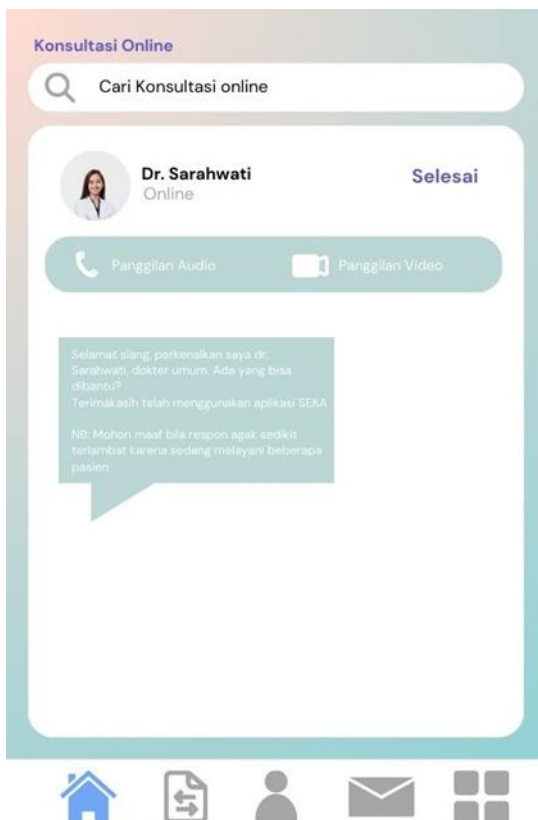 Konsultasi Online
Cari Konsultasi online
Dr. Sarahwati
Online
Selesai
Panggilan Audio
Panggilan Video
Selamat siang, perkenalkan saya dr.
Sarahwati, dokter umum. Ada yang bisa
dibantu?
Terimakasih telah menggunakan aplikasi SEKA
NB: Mohon maaf bila respon agak sedikit
terlambat karena sedang melayani beberapa
pasien